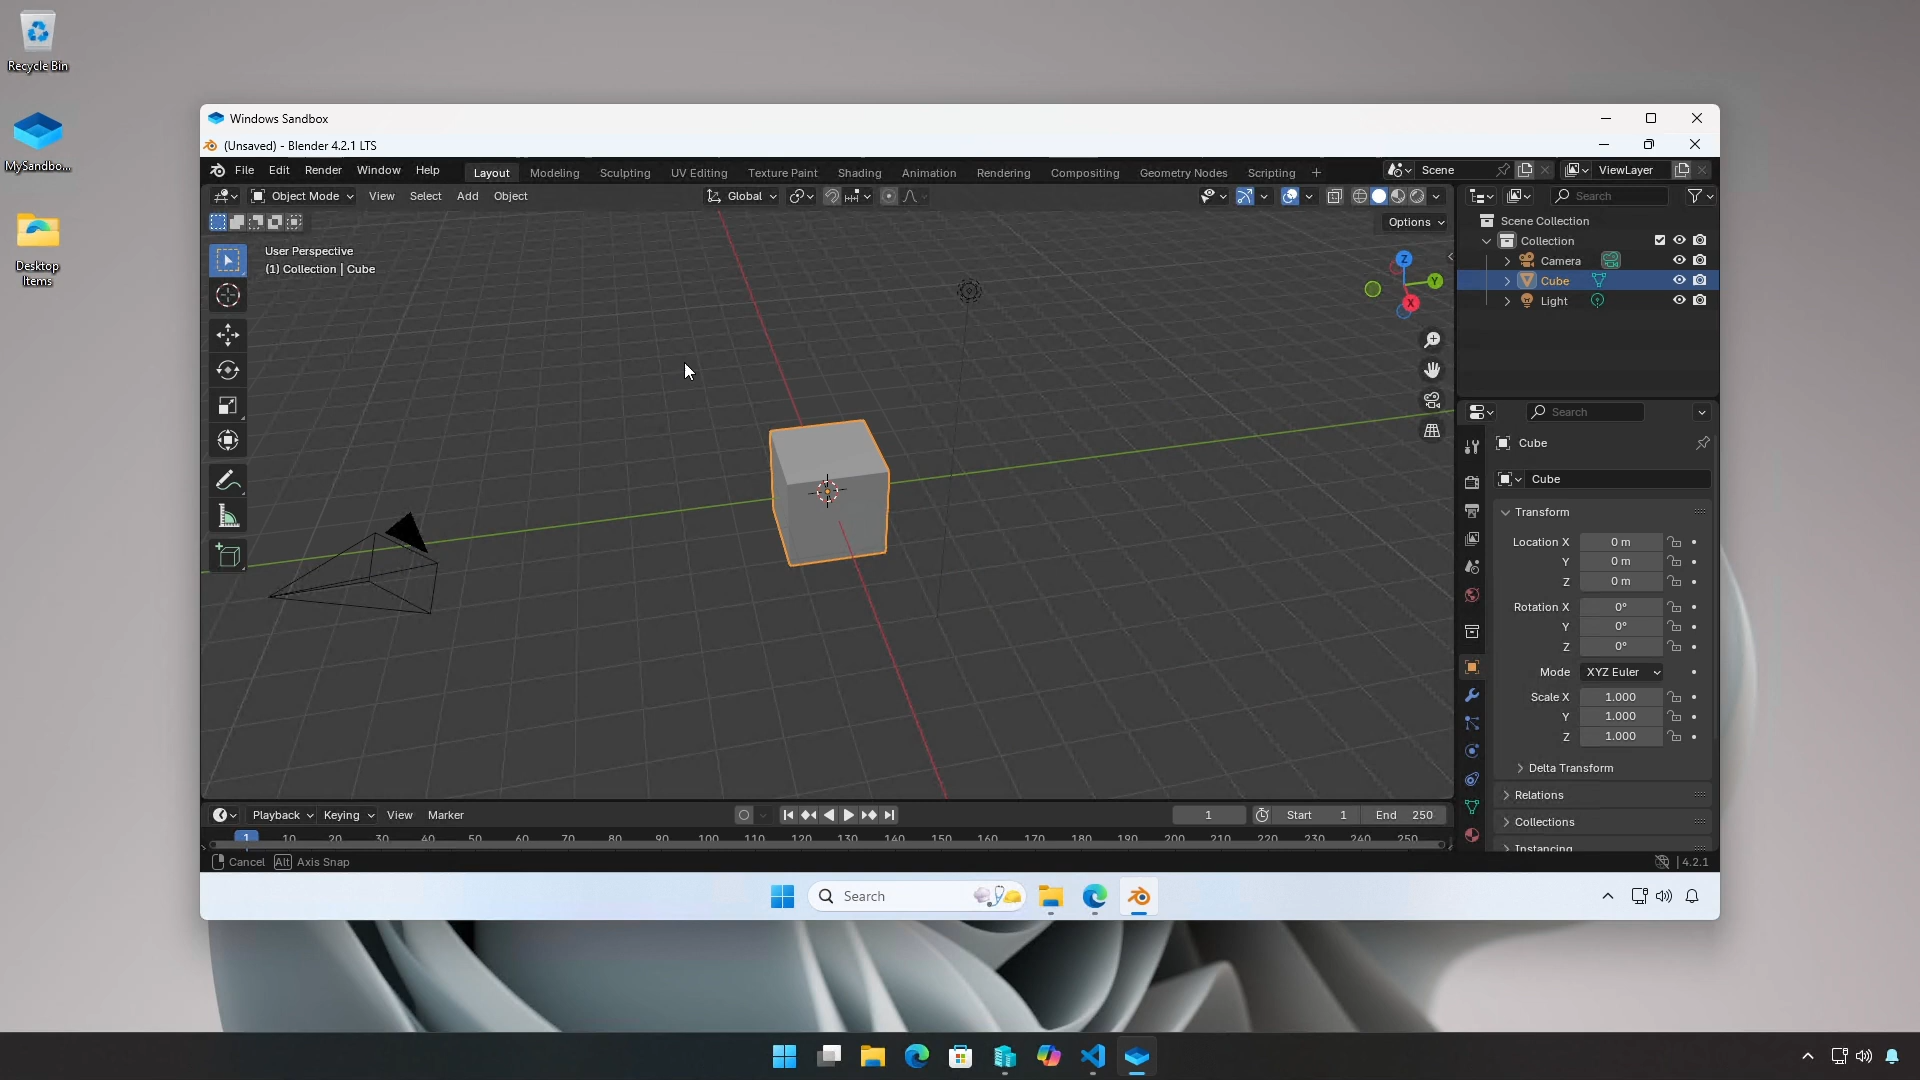 Recycle Bin
MySandbo...
Desktop
Items
Windows Sandbox
(Unsaved) - Blender 4.2.1 LTS
File Edit Render Window Help Layout Modeling Sculpting UV Editing Texture Paint Shading Animation Rendering Compositing Geometry Nodes Scripting + Scene ViewLayer
Object Mode View Select Add Object Global Search
Options
User Perspective
(1) Collection | Cube
Z
Y
X
Scene Collection
Collection
Camera
Cube
Light
Search
Cube
Cube
Transform
Location X 0 m
Y 0 m
Z 0 m
Rotation X 0°
Y 0°
Z 0°
Mode XYZ Euler
Scale X 1.000
Y 1.000
Z 1.000
Delta Transform
Relations
Collections
Instancing
Playback Keying View Marker 1 Start 1 End 250
1 10 20 30 40 50 60 70 80 90 100 110 120 130 140 150 160 170 180 190 200 210 220 230 240 250
Cancel Alt Axis Snap 4.2.1
Search